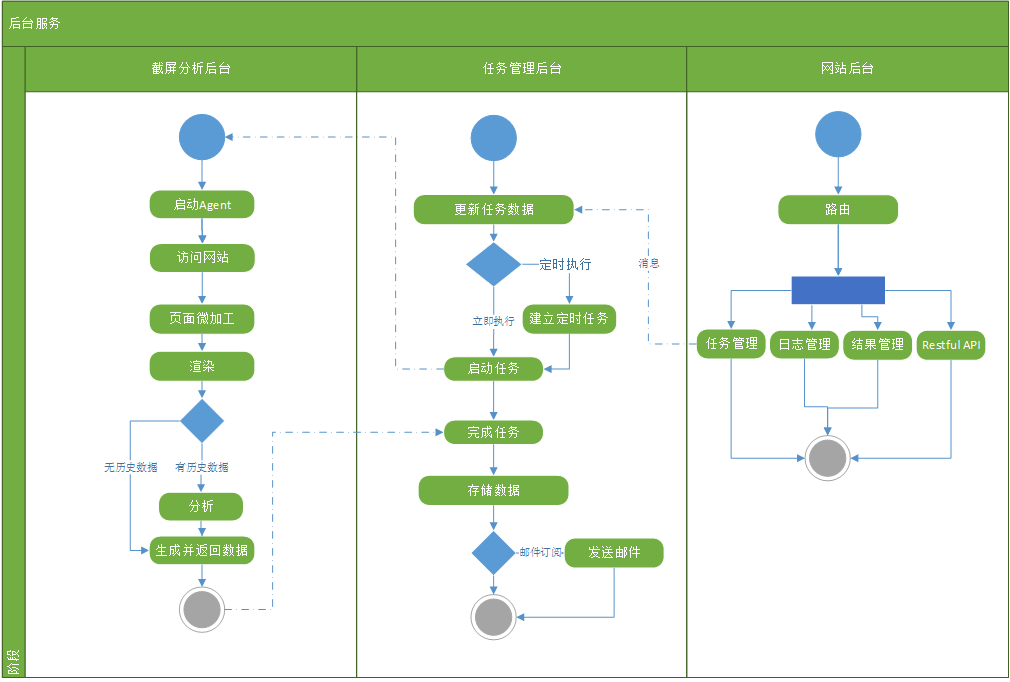 后台服务
截屏分析后台
任务管理后台
网站后台
启动Agent
访问网站
页面微加工
渲染
无历史数据
有历史数据
分析
生成并返回数据
更新任务数据
定时执行
立即执行
建立定时任务
启动任务
完成任务
存储数据
邮件订阅
发送邮件
消息
路由
任务管理
日志管理
结果管理
Restful API
阶段